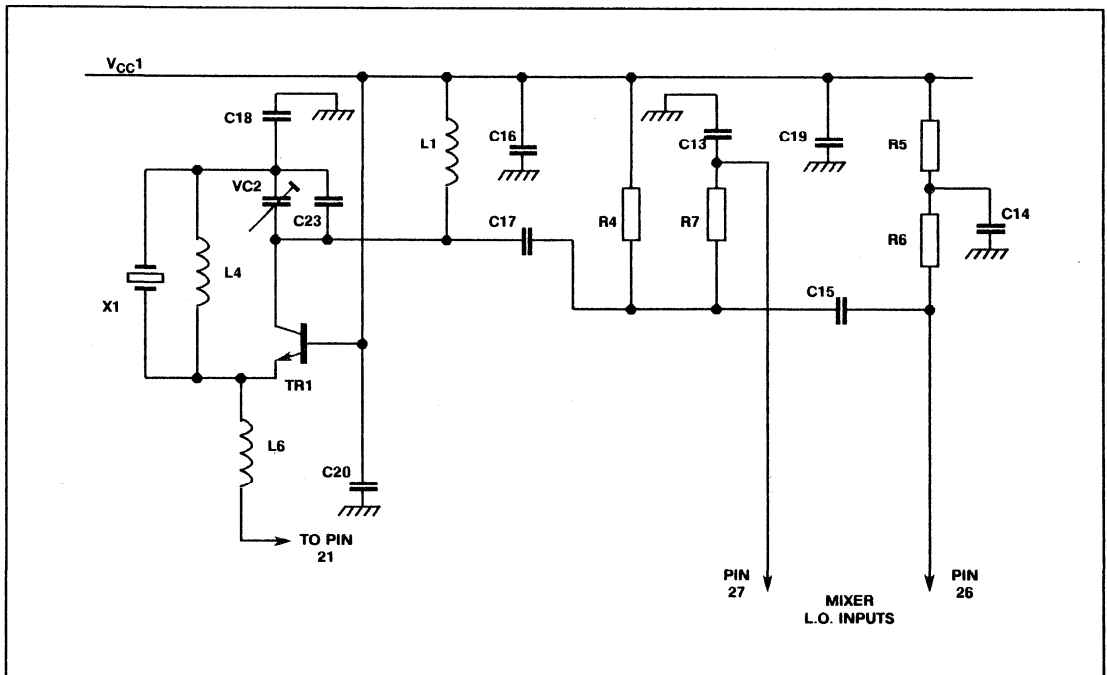 VCC1
C18
C16
L1
C13
C19
R5
VC2
C23
C17
R4
R7
C14
R6
L4
C15
X1
TR1
L6
C20
TO PIN
21
PIN
27
MIXER
L.O. INPUTS
PIN
26